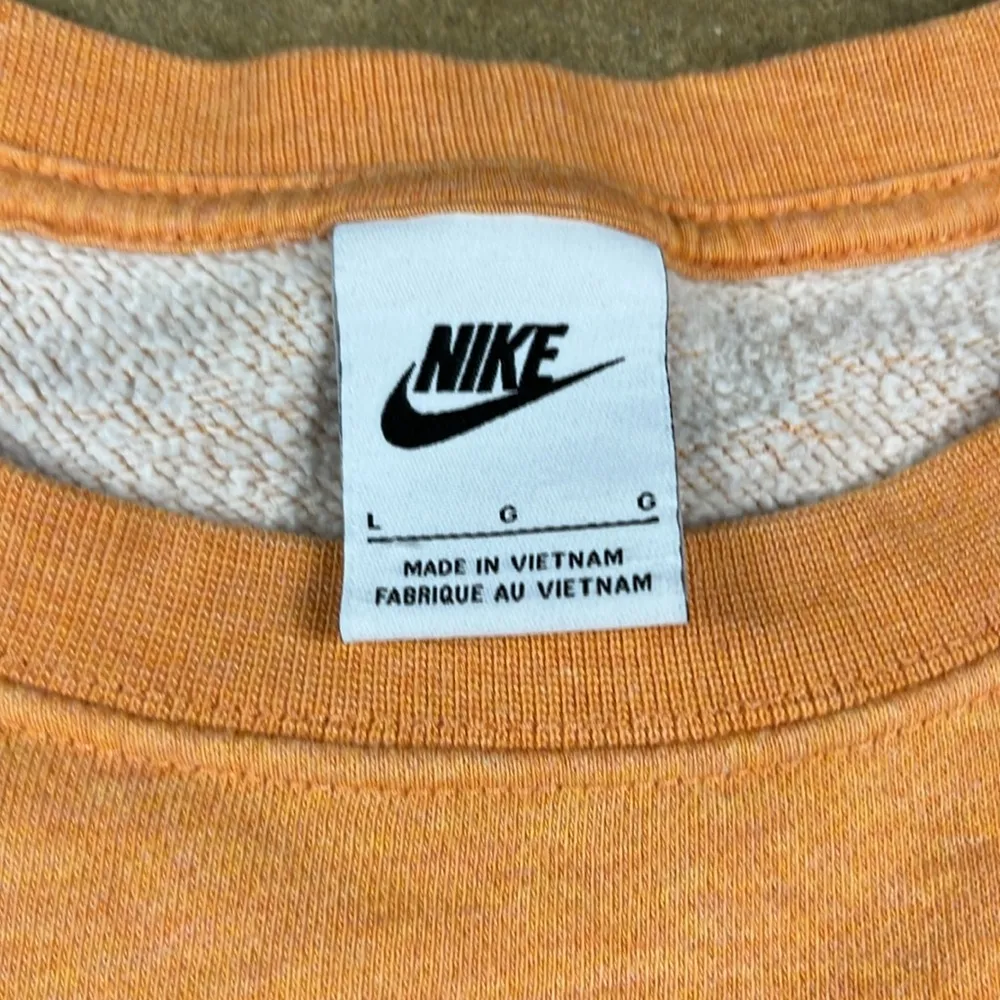 NIKE
L G G
MADE IN VIETNAM
FABRIQUE AU VIETNAM